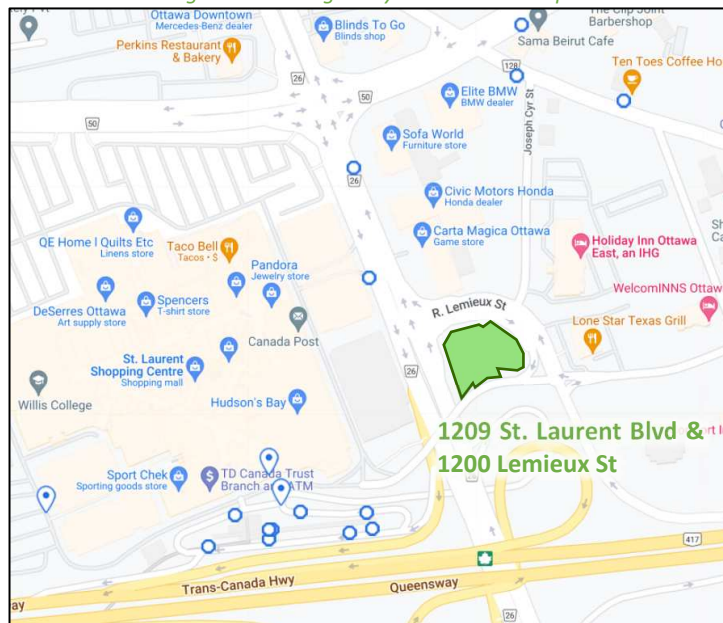 Ottawa Downtown
Mercedes-Benz dealer
Blinds To Go
Blinds shop
Barbershop
Sama Beirut Cafe
Perkins Restaurant
& Bakery
26
128
Ten Toes Coffee Ho
Elite BMW
BMW dealer
50
50
Joseph Cyr St
Sofa World
Furniture store
26
Civic Motors Honda
Honda dealer
QE Home I Quilts Etc
Linens store
Taco Bell
Tacos • $
Carta Magica Ottawa
Game store
Holiday Inn Ottawa
East, an IHG
Pandora
Jewelry store
WelcomINNS Ottaw
DeSerres Ottawa
Art supply store
Spencers
T-shirt store
R. Lemieux St
Lone Star Texas Grill
Canada Post
St. Laurent
Shopping Centre
Shopping mall
26
Willis College
Hudson's Bay
1209 St. Laurent Blvd &
1200 Lemieux St
Sport Chek
Sporting goods store
TD Canada Trust
Branch an ATM
417
Trans-Canada Hwy
Queensway
ay
26